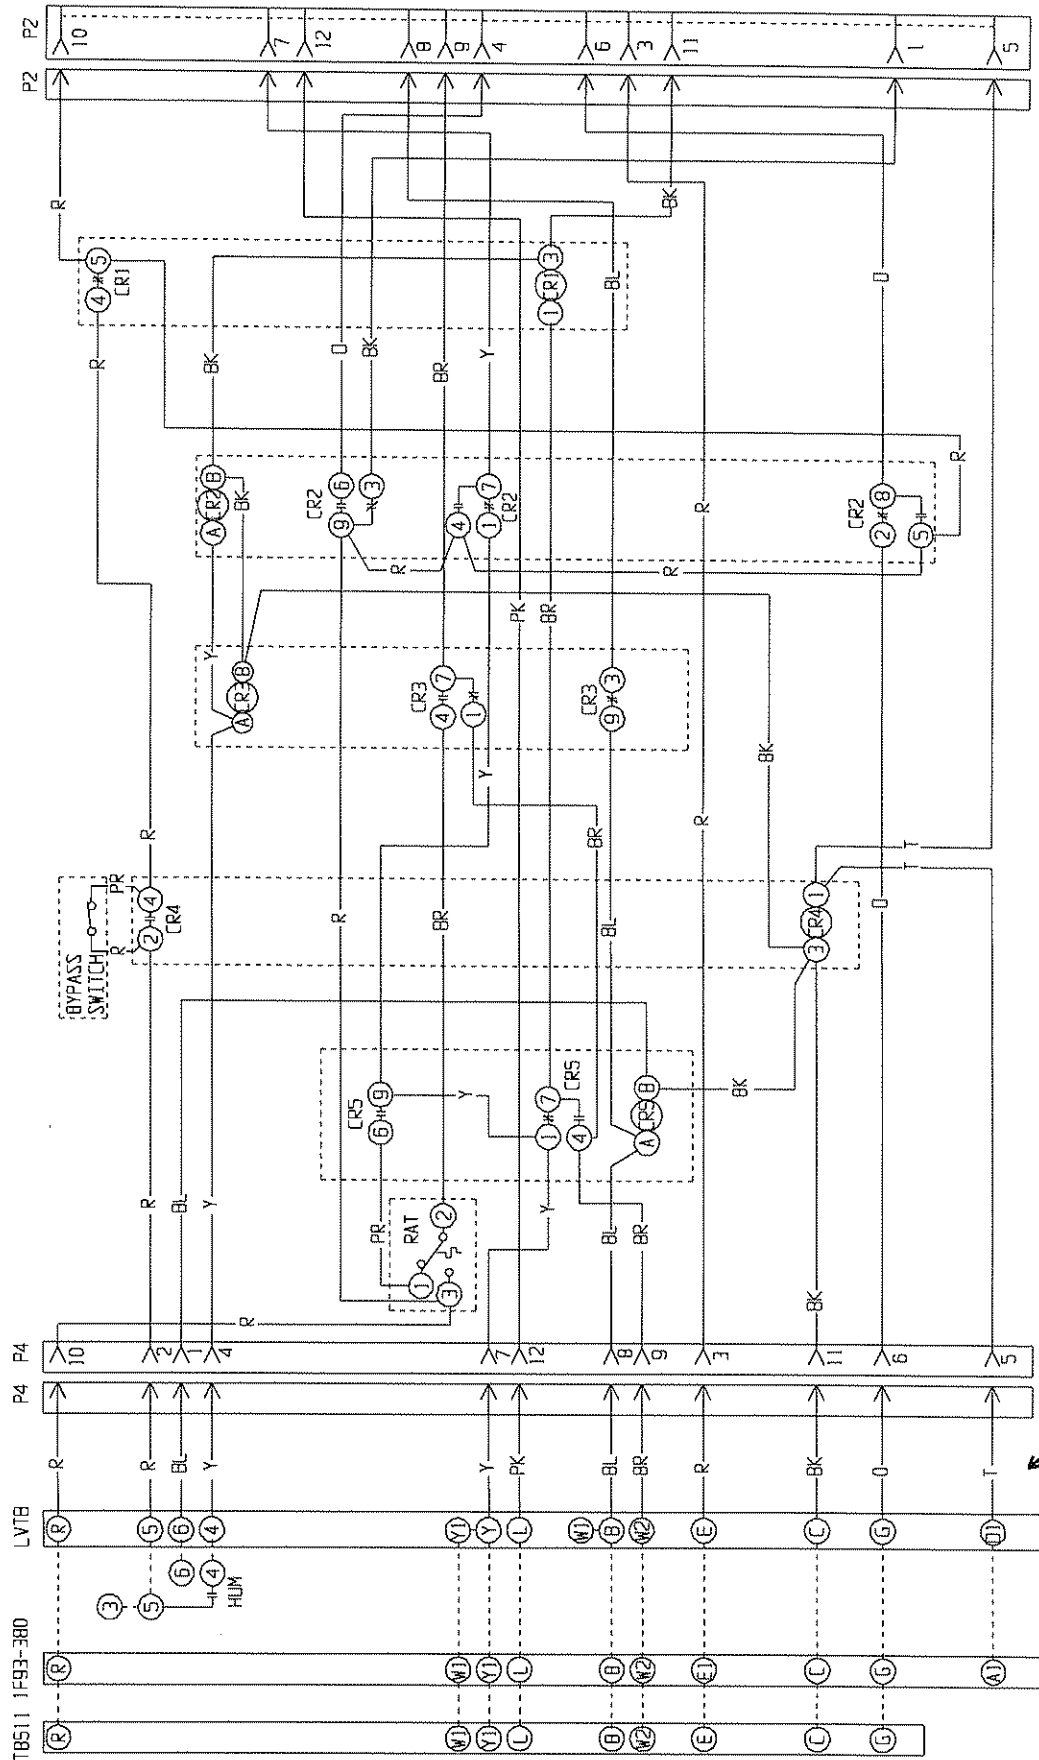 TB511 1F93-380 LVTB P4 P4 P2 P2
R R R R 10 R 10
BYPASS
SWITCH
R PR
3 R 4 5
CR1
5 5 R 2 R 2 4 R
CR4
6 6 BL 1 BL
4 4 Y 4 Y Y A CR2 B BK
HUM
R A CR3 B BK
7
12
CR2
R 9 6 O
CR5
3 BK
PR 6 9
R
RAT
1
8
CR3
2 BR BR 4 7 BR 9
3
W1 W1 Y1
4
Y 1
Y1 Y1 Y Y 7 Y 1 7 Y 4
CR2
L L L PK 12 PK
Y 1 7 BR 1 CR1 3
CR5
W1 4
CR3
BR 6
B B B BL 8 BL BL 9 3 BL
W2 W2 W2 BR 9 BR
A CR5 B
3
R
BK 11
E E1 E R 3 R R
BK
BK
C C C BK 11 3 CR4 1
CR2
G G G O 6 O 2 8 O
T T 5 1
R
A1 O1 T 5 5